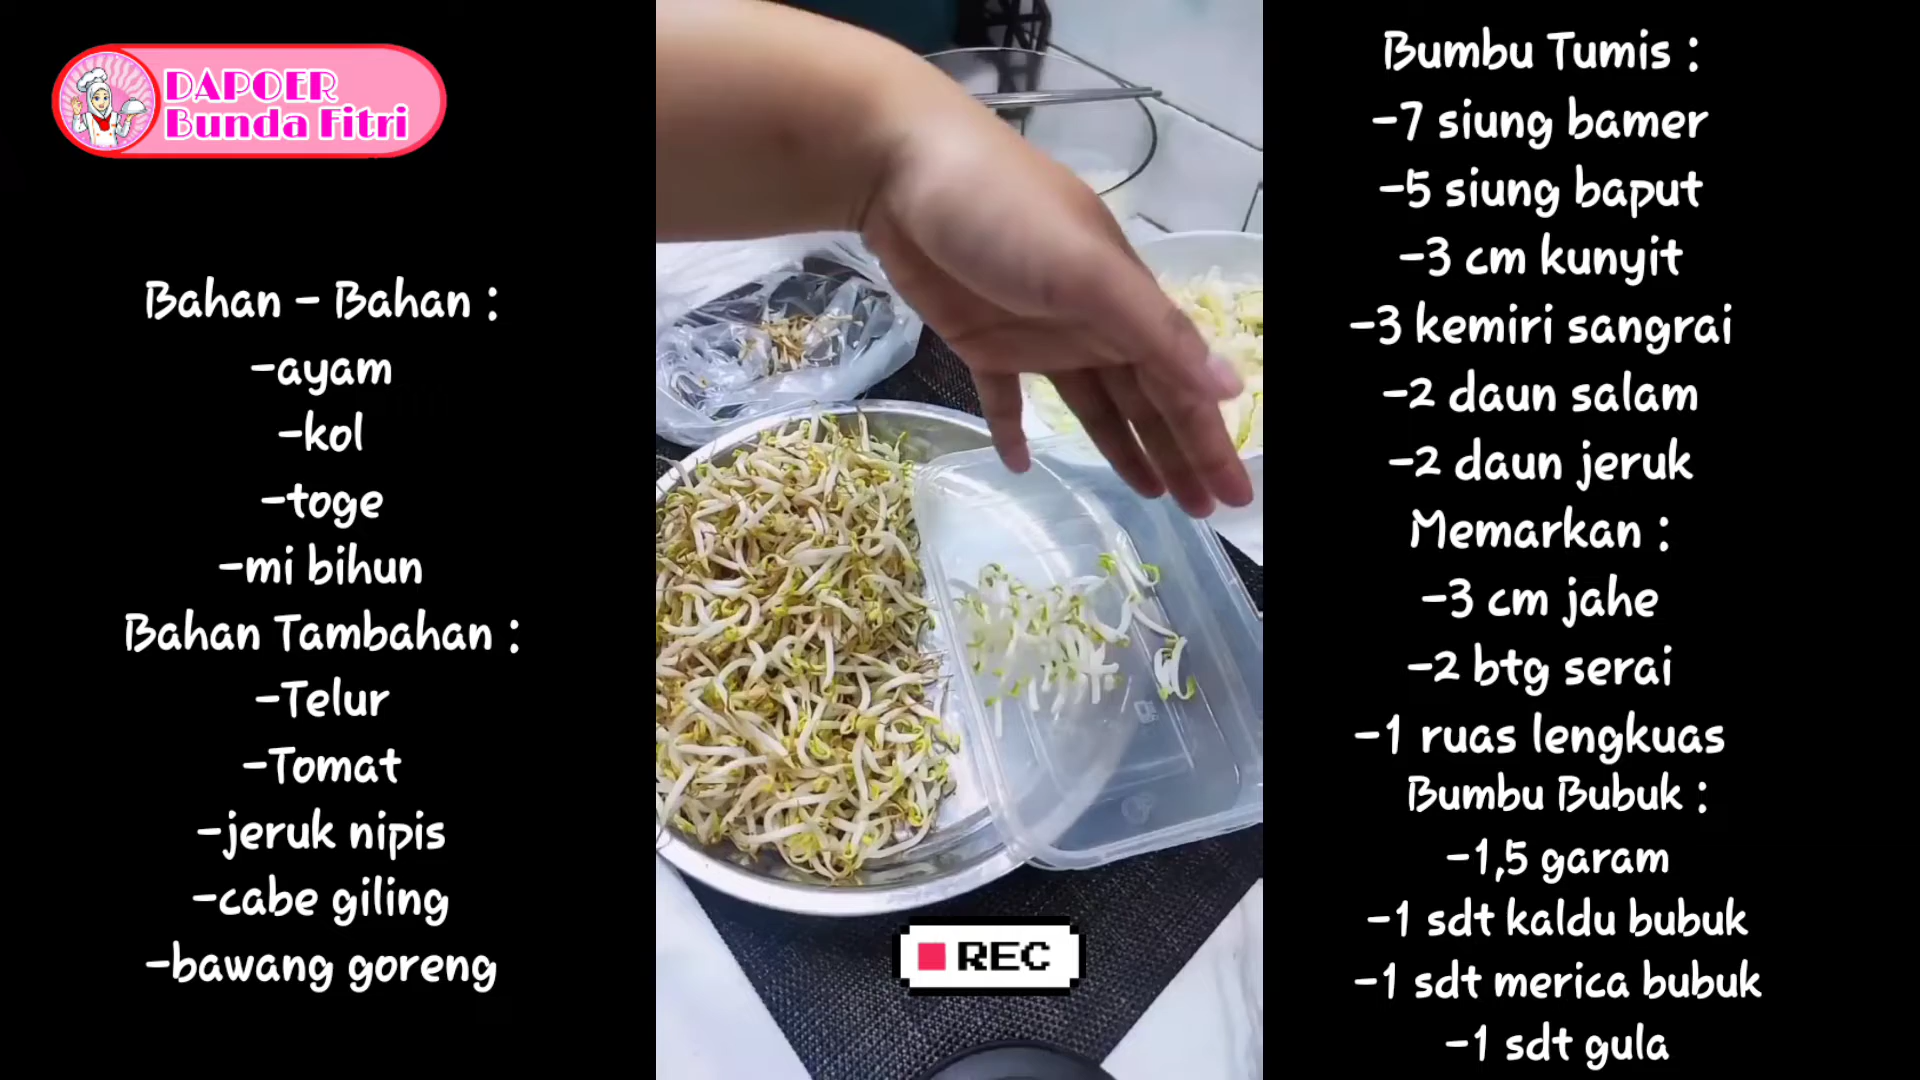 DAPOER
Bunda Fitri
Bahan - Bahan :
-ayam
-kol
-toge
-mi bihun
Bahan Tambahan :
-Telur
-Tomat
-jeruk nipis
-cabe giling
-bawang goreng
REC
Bumbu Tumis :
-7 siung bamer
-5 siung baput
-3 cm kunyit
-3 kemiri sangrai
-2 daun salam
-2 daun jeruk
Memarkan :
-3 cm jahe
-2 btg serai
-1 ruas lengkuas
Bumbu Bubuk :
-1,5 garam
-1 sdt kaldu bubuk
-1 sdt merica bubuk
-1 sdt gula